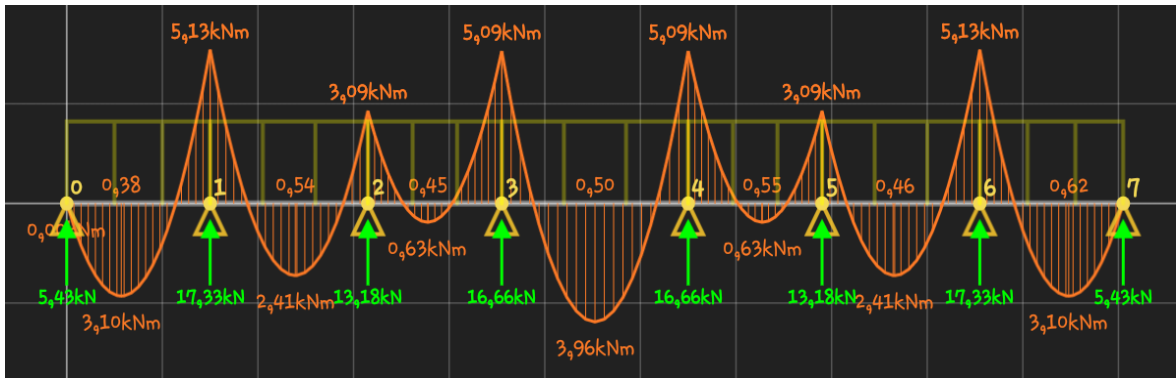 5,13kNm 5,09kNm 5,09kNm 5,13kNm
3,09kNm 3,09kNm
0 0,38 1 0,54 2 0,45 3 0,50 4 0,55 5 0,46 6 0,62 7
0,63kNm 0,63kNm
5,43kN 17,33kN 2,41kNm 13,18kN 16,66kN 16,66kN 13,18kN 2,41kNm 17,33kN 5,43kN
3,10kNm 3,96kNm 3,10kNm